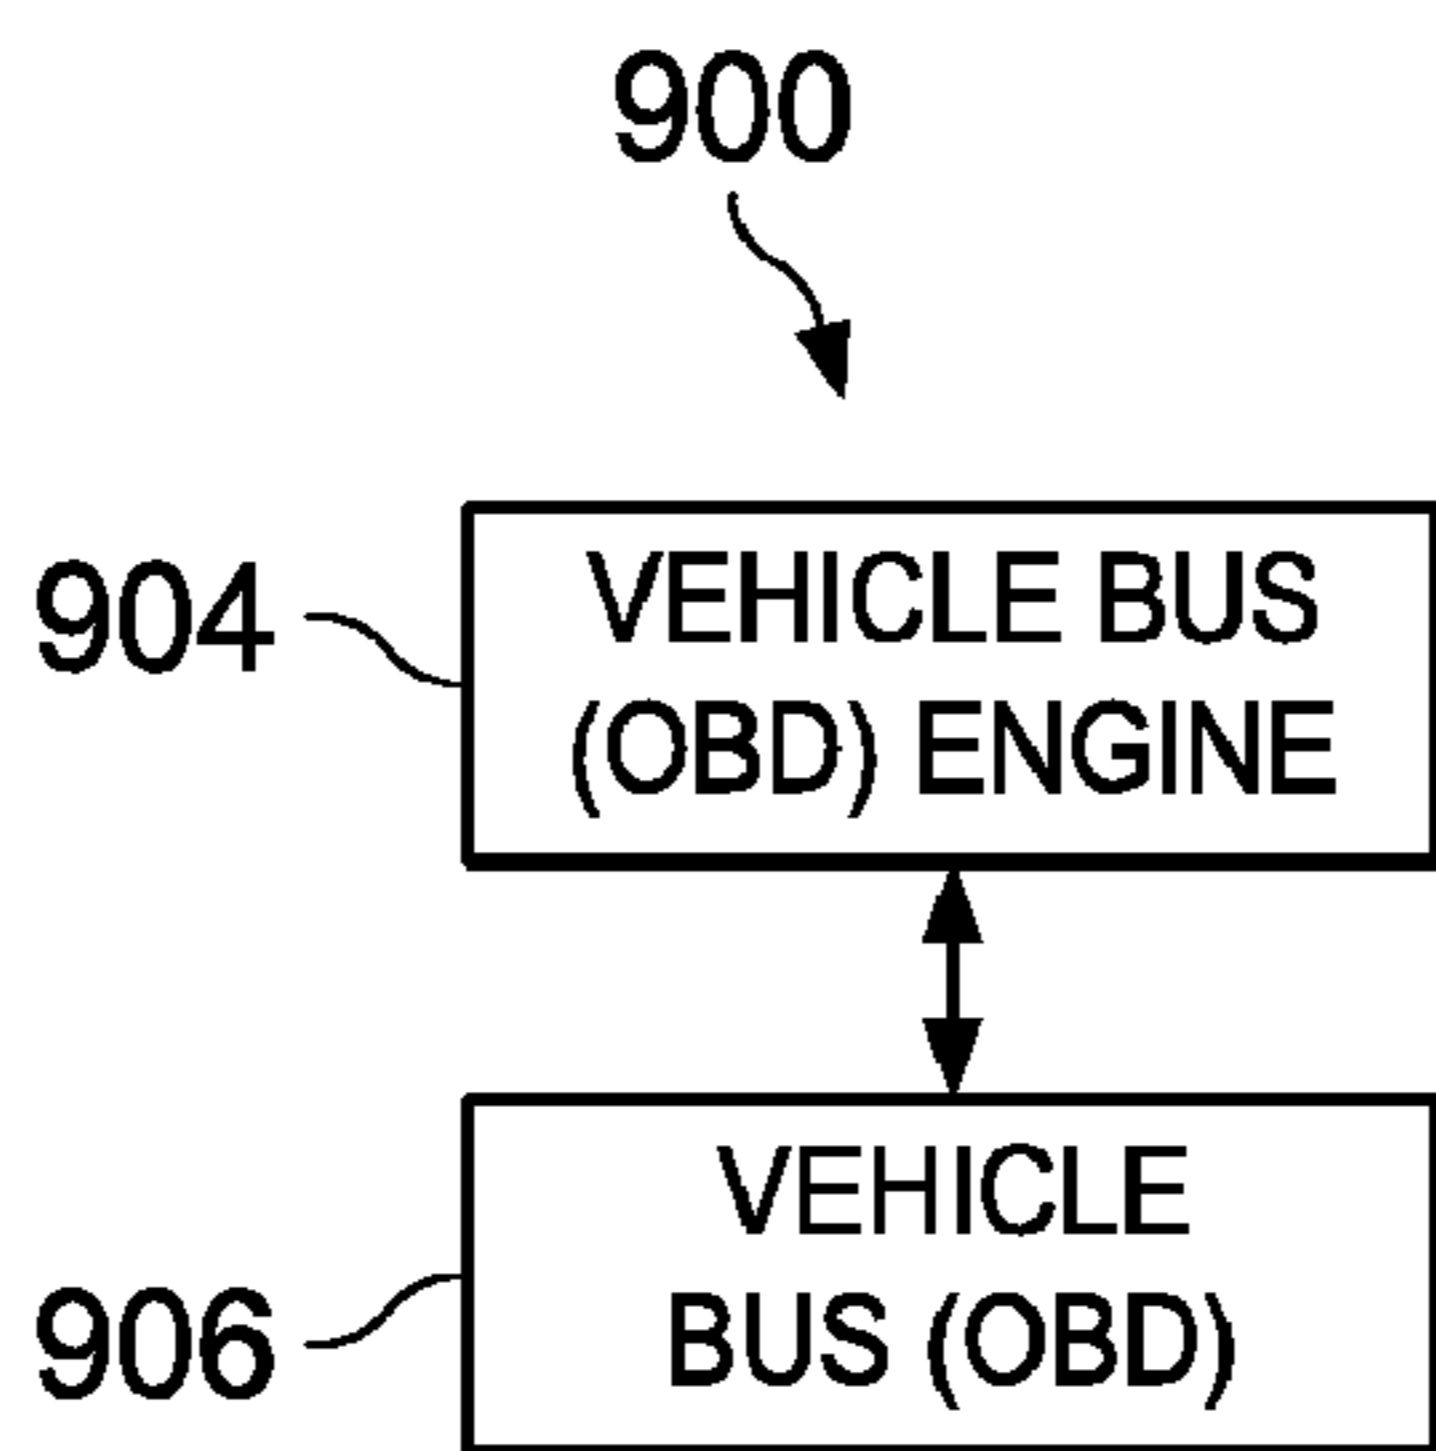 900
904
VEHICLE BUS
(OBD) ENGINE
906
VEHICLE
BUS (OBD)